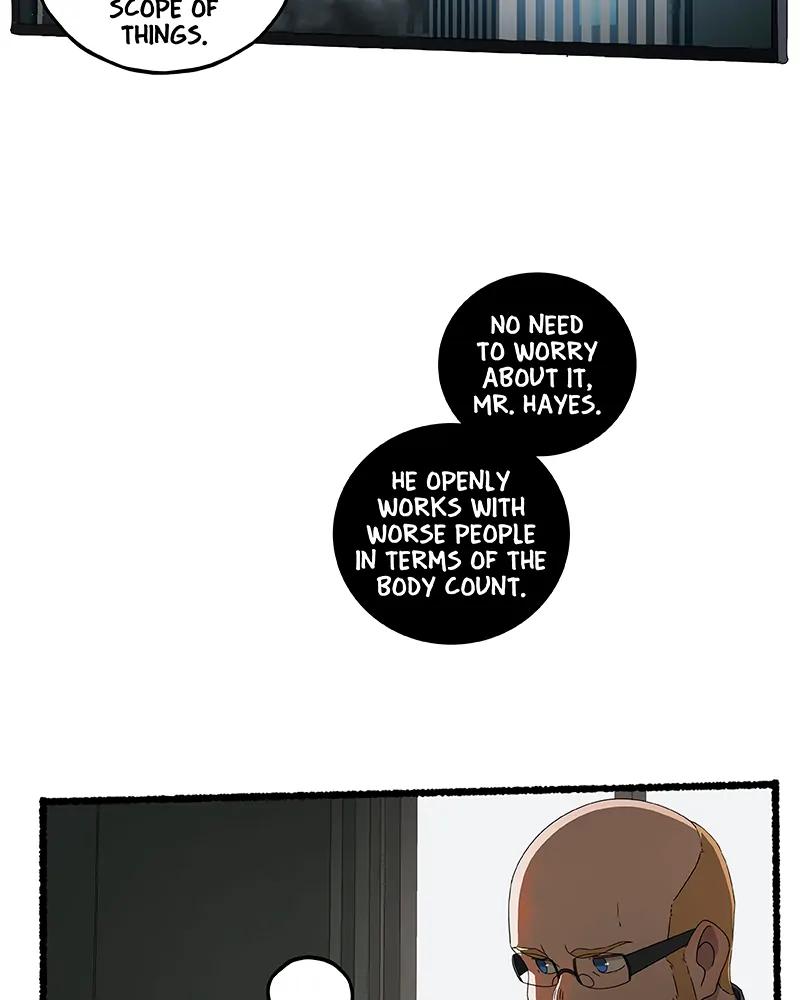 SCOPE OF
THINGS.
NO NEED
TO WORRY
ABOUT IT,
MR. HAYES.
HE OPENLY
WORKS WITH
WORSE PEOPLE
IN TERMS OF THE
BODY COUNT.